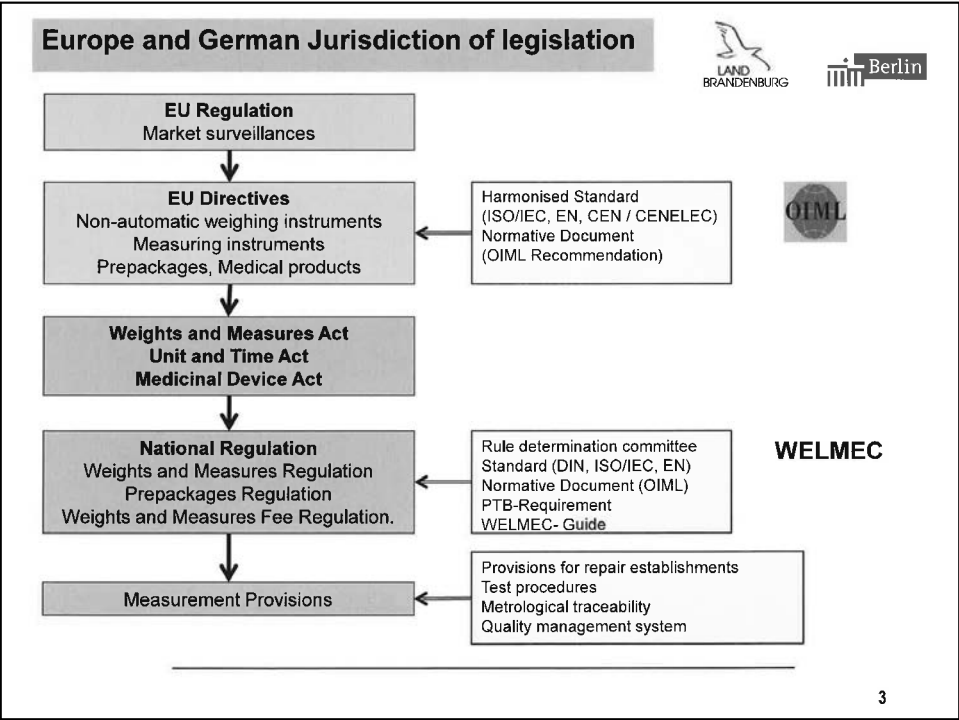 Europe and German Jurisdiction of legislation
LAND
BRANDENBURG
Berlin
EU Regulation
Market surveillances
EU Directives
Non-automatic weighing instruments
Measuring instruments
Prepackages, Medical products
Harmonised Standard
(ISO/IEC, EN, CEN / CENELEC)
Normative Document
(OIML Recommendation)
OIML
Weights and Measures Act
Unit and Time Act
Medicinal Device Act
National Regulation
Weights and Measures Regulation
Prepackages Regulation
Weights and Measures Fee Regulation.
Rule determination committee
Standard (DIN, ISO/IEC, EN)
Normative Document (OIML)
PTB-Requirement
WELMEC- Guide
WELMEC
Measurement Provisions
Provisions for repair establishments
Test procedures
Metrological traceability
Quality management system
3